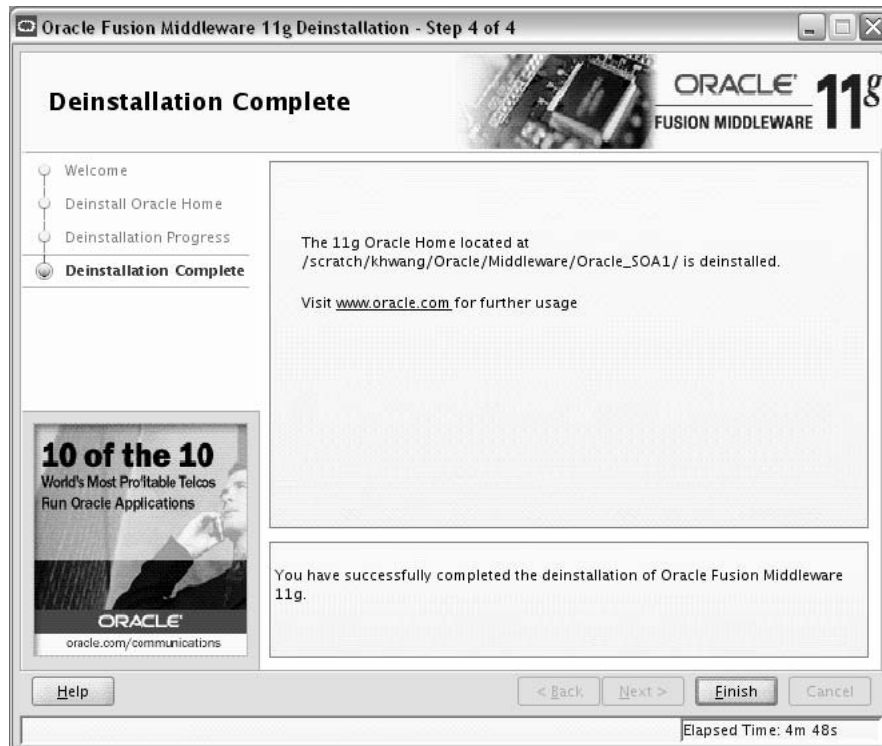 Oracle Fusion Middleware 11g Deinstallation - Step 4 of 4
Deinstallation Complete
ORACLE
FUSION MIDDLEWARE
11g
Welcome
Deinstall Oracle Home
Deinstallation Progress
Deinstallation Complete
The 11g Oracle Home located at
/scratch/khwang/Oracle/Middleware/Oracle_SOA1/ is deinstalled.
Visit www.oracle.com for further usage
10 of the 10
World's Most Profitable Telcos
Run Oracle Applications
ORACLE
oracle.com/communications
You have successfully completed the deinstallation of Oracle Fusion Middleware
11g.
Help
< Back
Next >
Finish
Cancel
Elapsed Time: 4m 48s